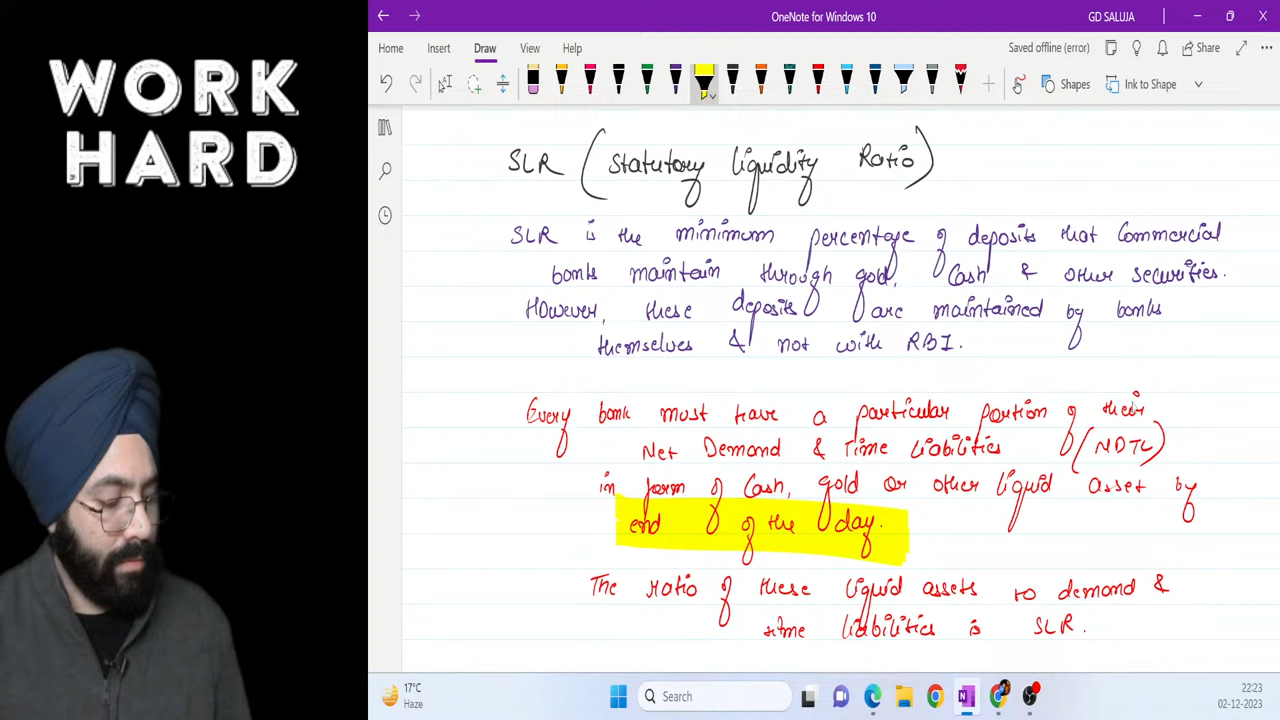 WORK
HARD
OneNote for Windows 10
GD SALUJA
Home Insert Draw View Help
Saved offline (error)
Share
Shapes
Ink to Shape
SLR (Statutory liquidity Ratio)
SLR is the minimum percentage of deposits that Commercial
banks maintain through gold, Cash & other securities.
However, these deposits are maintained by banks
themselves & not with RBI.
Every bank must have a particular portion of their
Net Demand & Time liabilities (NDTL)
in form of Cash, gold or other liquid asset by
end of the day.
The ratio of these liquid assets to demand &
time liabilities is SLR.
17°C
Haze
Search
22:23
02-12-2023